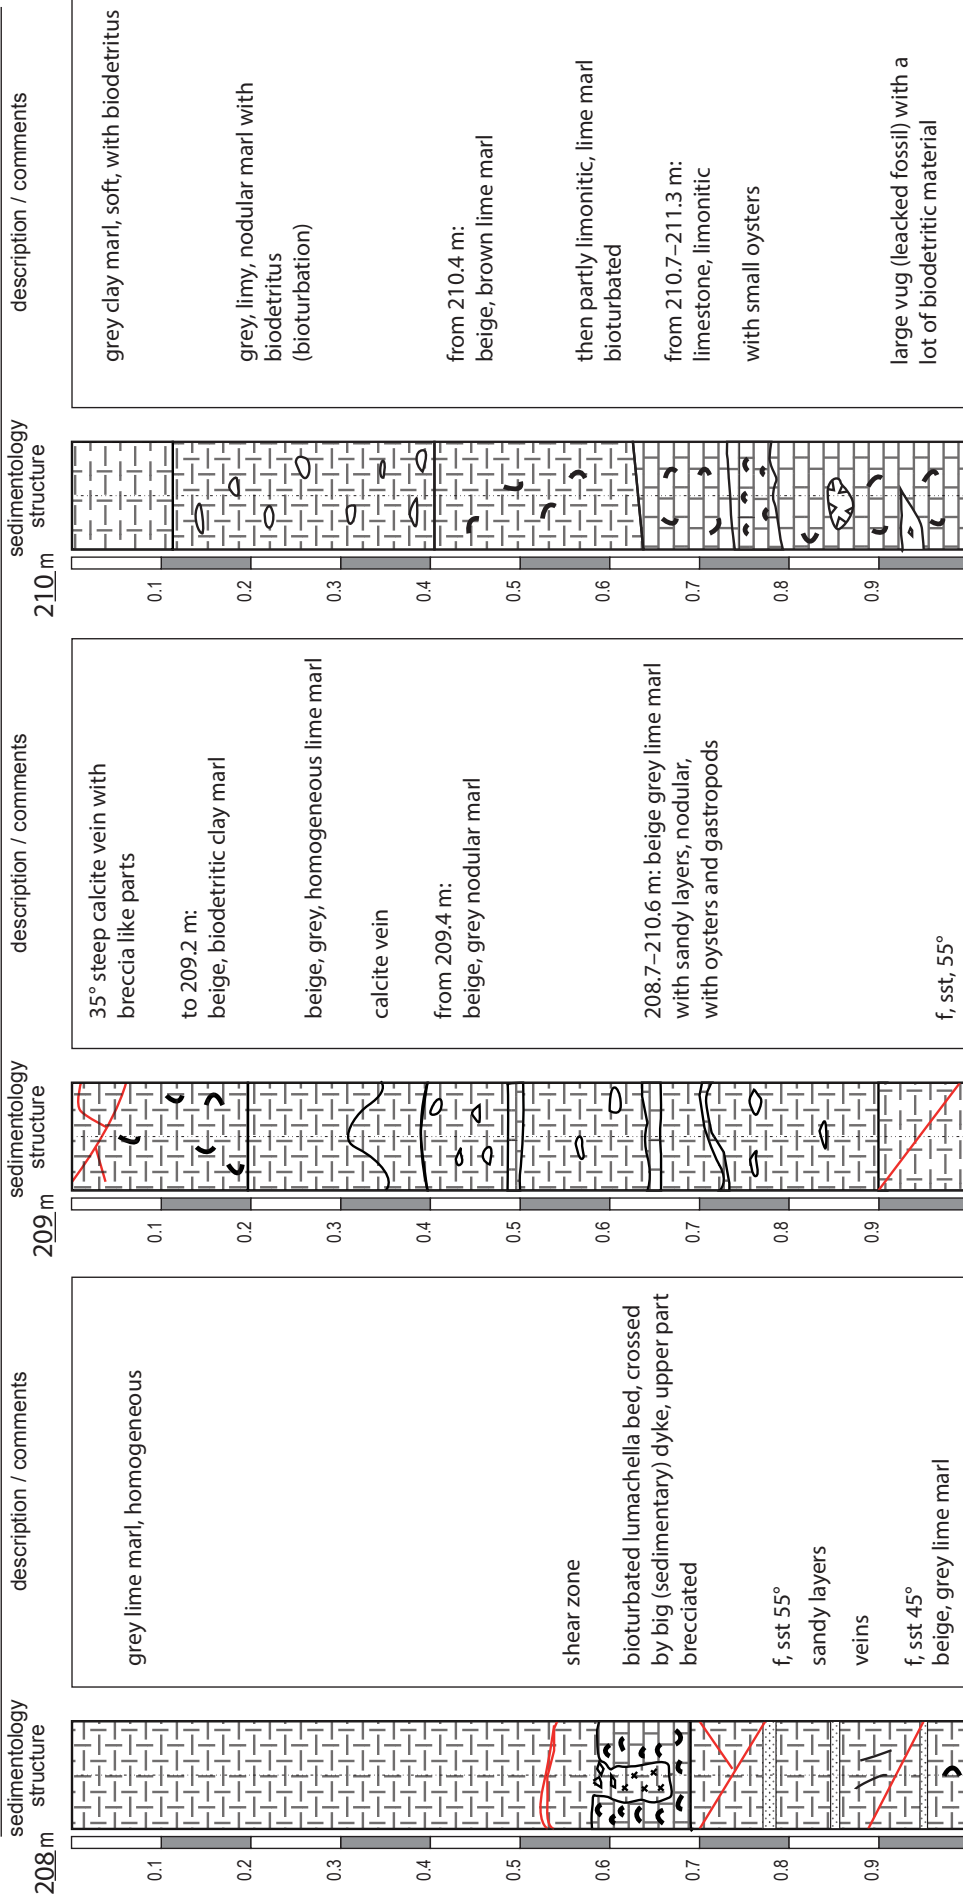 208 m
sedimentology
structure
description / comments
0.1
0.2
0.3
0.4
0.5
0.6
0.7
0.8
0.9
grey lime marl, homogeneous
shear zone
bioturbated lumachella bed, crossed
by big (sedimentary) dyke, upper part
brecciated
f, sst 55°
sandy layers
veins
f, sst 45°
beige, grey lime marl
209 m
sedimentology
structure
description / comments
0.1
0.2
0.3
0.4
0.5
0.6
0.7
0.8
0.9
35° steep calcite vein with
breccia like parts
to 209.2 m:
beige, biodetritic clay marl
beige, grey, homogeneous lime marl
calcite vein
from 209.4 m:
beige, grey nodular marl
208.7–210.6 m: beige grey lime marl
with sandy layers, nodular,
with oysters and gastropods
f, sst, 55°
210 m
sedimentology
structure
description / comments
0.1
0.2
0.3
0.4
0.5
0.6
0.7
0.8
0.9
grey clay marl, soft, with biodetritus
grey, limy, nodular marl with
biodetritus
(bioturbation)
from 210.4 m:
beige, brown lime marl
then partly limonitic, lime marl
bioturbated
from 210.7–211.3 m:
limestone, limonitic
with small oysters
large vug (leacked fossil) with a
lot of biodetritic material